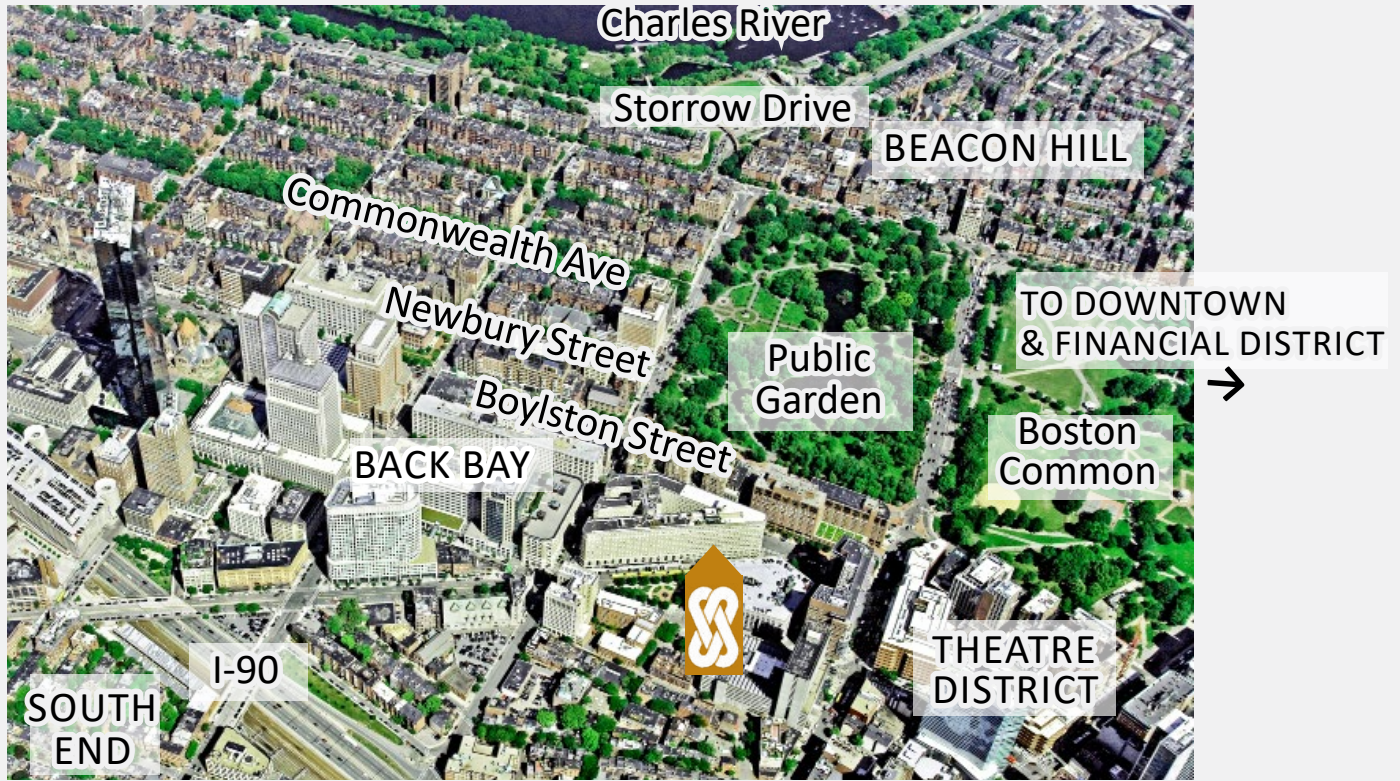 Charles River
Storrow Drive
BEACON HILL
Commonwealth Ave
Newbury Street
Boylston Street
TO DOWNTOWN
& FINANCIAL DISTRICT
→
Public
Garden
Boston
Common
BACK BAY
THEATRE
DISTRICT
I-90
SOUTH
END